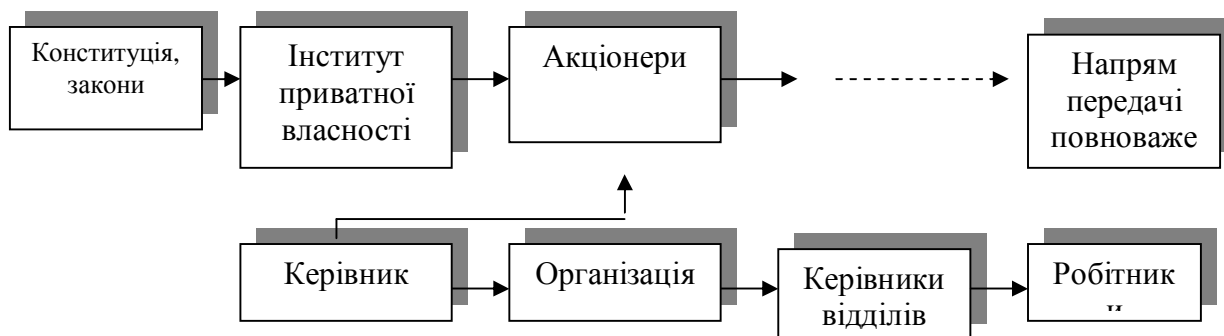 Конституція,
закони
Інститут
приватної
власності
Акціонери
Напрям
передачі
повноваже
Керівник
Організація
Керівники
відділів
Робітник
и